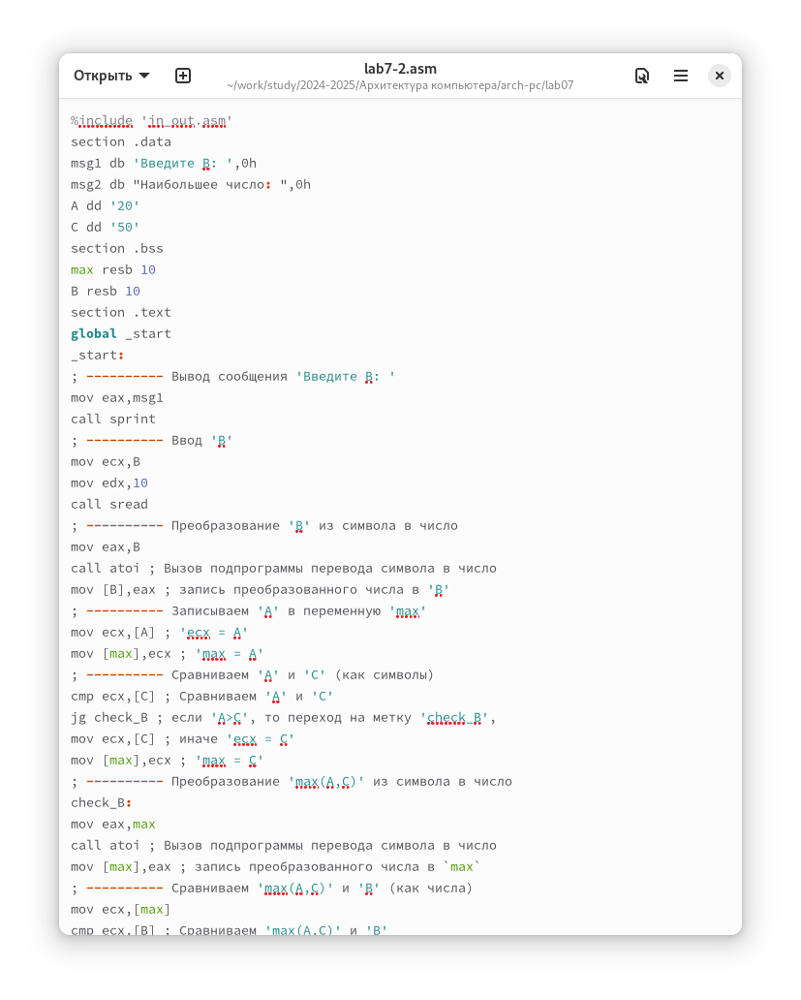 Открыть
lab7-2.asm
~/work/study/2024-2025/Архитектура компьютера/arch-pc/lab07
%include 'in_out.asm'
section .data
msg1 db 'Введите B: ',0h
msg2 db "Наибольшее число: ",0h
A dd '20'
C dd '50'
section .bss
max resb 10
B resb 10
section .text
global _start
_start:
; ---------- Вывод сообщения 'Введите B: '
mov eax,msg1
call sprint
; ---------- Ввод 'B'
mov ecx,B
mov edx,10
call sread
; ---------- Преобразование 'B' из символа в число
mov eax,B
call atoi ; Вызов подпрограммы перевода символа в число
mov [B],eax ; запись преобразованного числа в 'B'
; ---------- Записываем 'A' в переменную 'max'
mov ecx,[A] ; 'ecx = A'
mov [max],ecx ; 'max = A'
; ---------- Сравниваем 'A' и 'C' (как символы)
cmp ecx,[C] ; Сравниваем 'A' и 'C'
jg check_B ; если 'A>C', то переход на метку 'check_B',
mov ecx,[C] ; иначе 'ecx = C'
mov [max],ecx ; 'max = C'
; ---------- Преобразование 'max(A,C)' из символа в число
check_B:
mov eax,max
call atoi ; Вызов подпрограммы перевода символа в число
mov [max],eax ; запись преобразованного числа в `max`
; ---------- Сравниваем 'max(A,C)' и 'B' (как числа)
mov ecx,[max]
cmp ecx,[B] ; Сравниваем 'max(A,C)' и 'B'